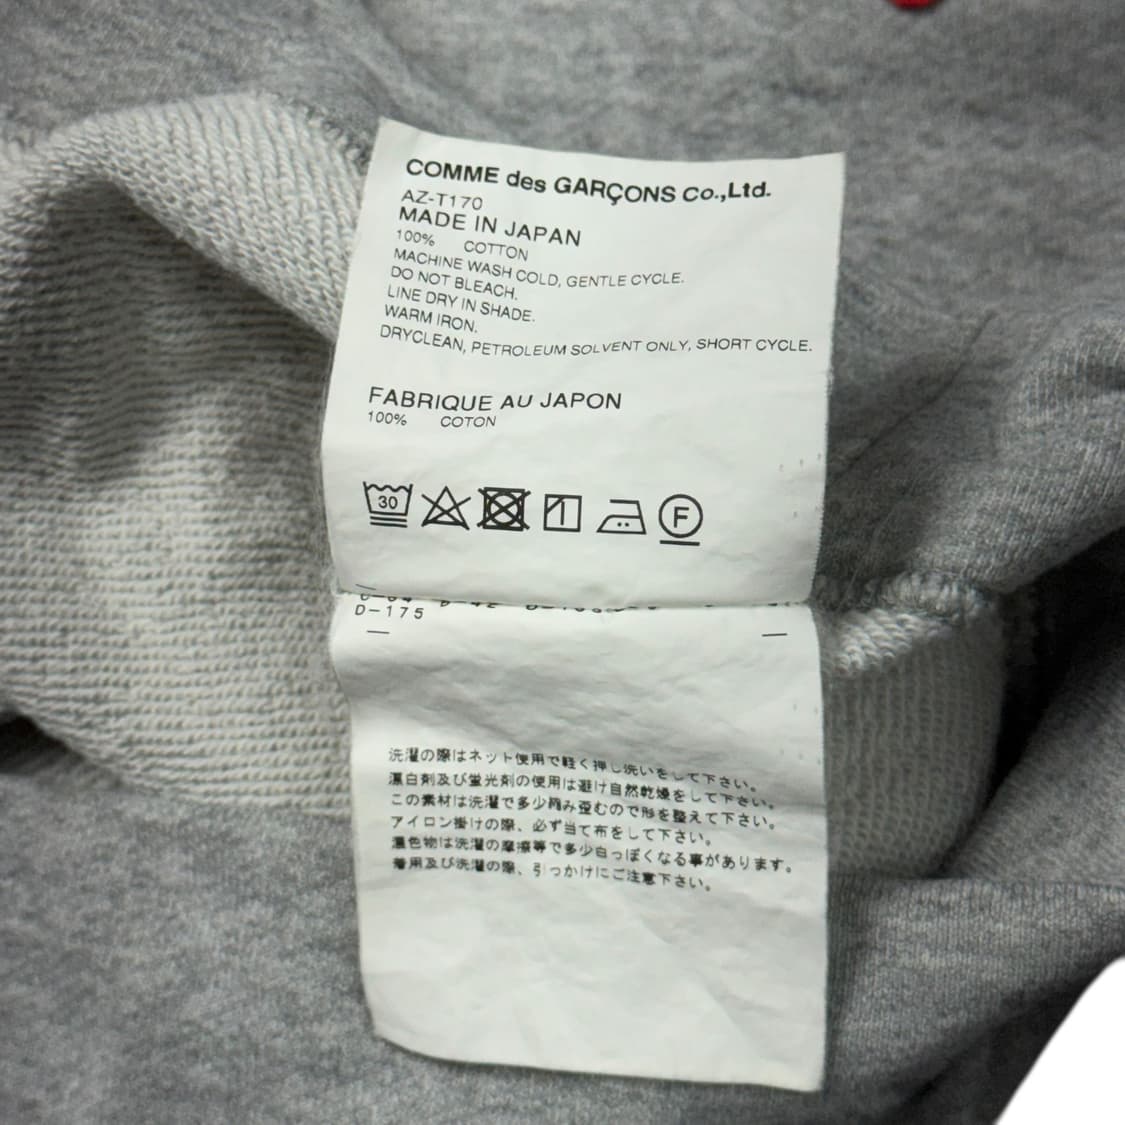 COMME des GARÇONS Co.,Ltd.
AZ-T170
MADE IN JAPAN
100% COTTON
MACHINE WASH COLD, GENTLE CYCLE.
DO NOT BLEACH.
LINE DRY IN SHADE.
WARM IRON.
DRYCLEAN, PETROLEUM SOLVENT ONLY, SHORT CYCLE.
FABRIQUE AU JAPON
100% COTON
30 F
D-175
洗濯の際はネット使用で軽く押し洗いをして下さい。
漂白剤及び蛍光剤の使用は避け自然乾燥をして下さい。
この素材は洗濯で多少縮み歪むので形を整えて下さい。
アイロン掛けの際、必ず当て布をして下さい。
濃色物は洗濯の摩擦等で多少白っぽくなる事があります。
着用及び洗濯の際、引っかけにご注意下さい。